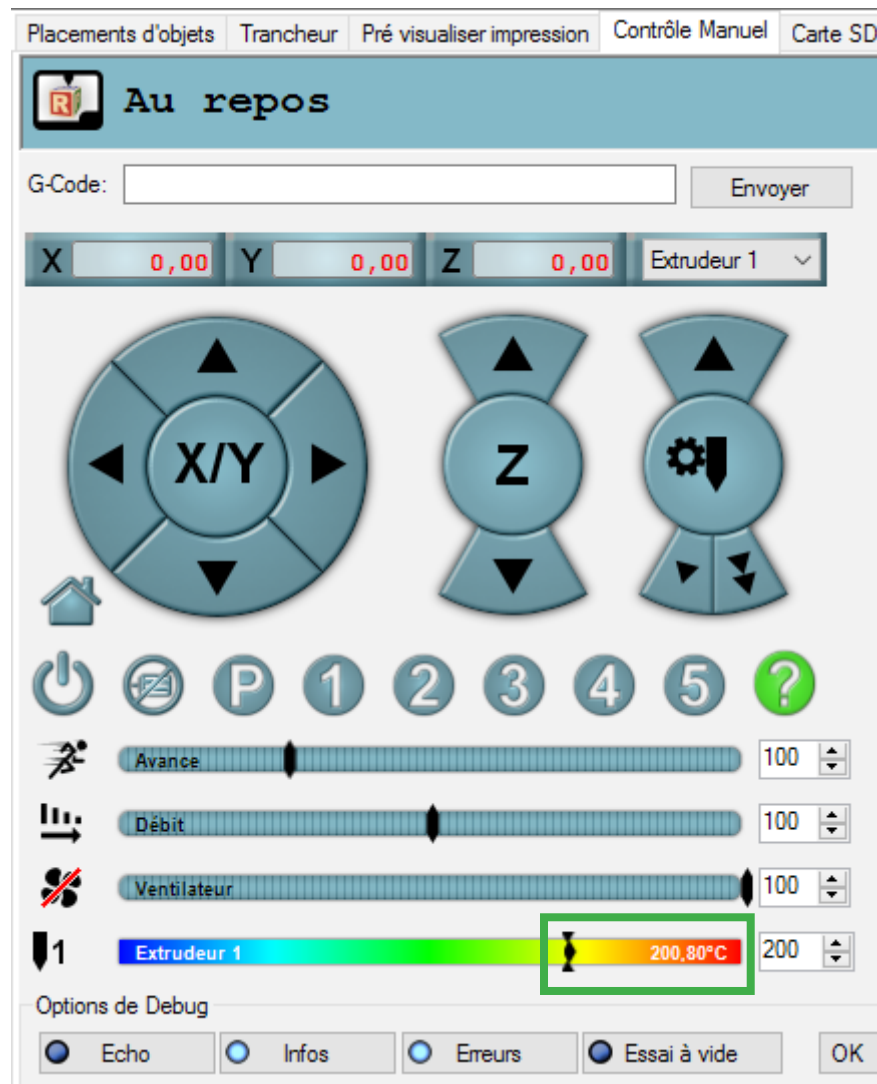 Placements d'objets Trancheur Pré visualiser impression Contrôle Manuel Carte SD
R Au repos
G-Code: Envoyer
X 0,00 Y 0,00 Z 0,00 Extrudeur 1
X/Y Z
P 1 2 3 4 5 ?
Avance 100
Débit 100
Ventilateur 100
1 Extrudeur 1 200,80°C 200
Options de Debug
Echo Infos Erreurs Essai à vide OK